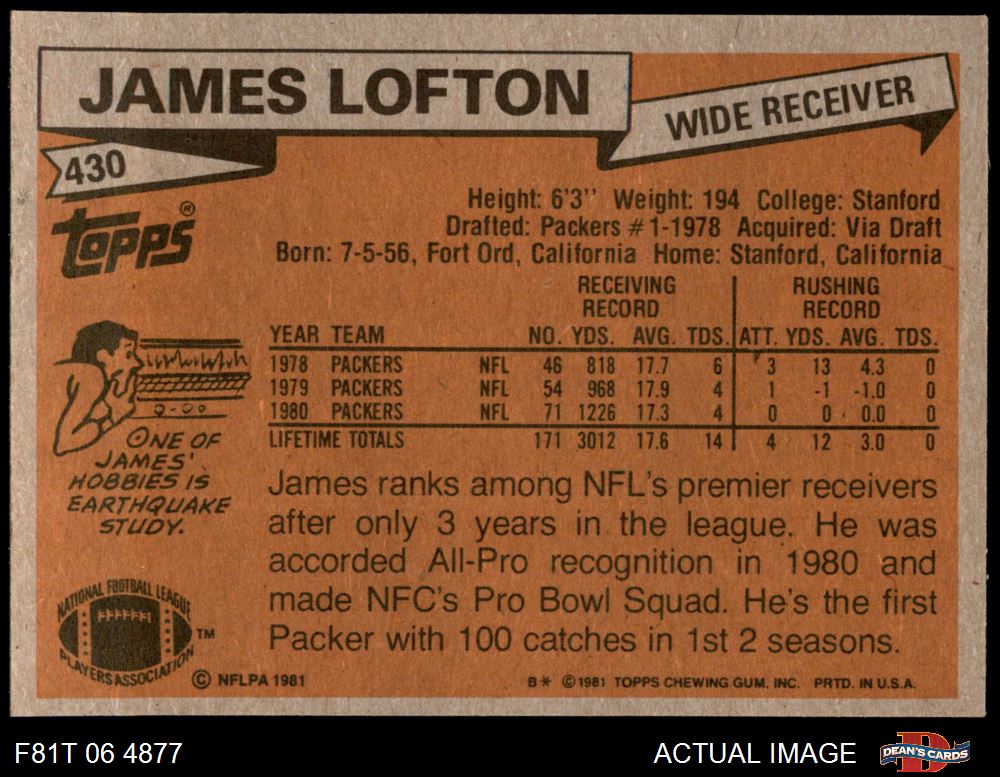 JAMES LOFTON
WIDE RECEIVER
430
TOPPS®
Height: 6'3'' Weight: 194 College: Stanford
Drafted: Packers #1-1978 Acquired: Via Draft
Born: 7-5-56, Fort Ord, California Home: Stanford, California
RECEIVING RECORD RUSHING RECORD
YEAR TEAM NO. YDS. AVG. TDS. ATT. YDS. AVG. TDS.
1978 PACKERS NFL 46 818 17.7 6 3 13 4.3 0
1979 PACKERS NFL 54 968 17.9 4 1 -1 -1.0 0
1980 PACKERS NFL 71 1226 17.3 4 0 0 0.0 0
LIFETIME TOTALS 171 3012 17.6 14 4 12 3.0 0
ONE OF
JAMES'
HOBBIES IS
EARTHQUAKE
STUDY.
James ranks among NFL's premier receivers
after only 3 years in the league. He was
accorded All-Pro recognition in 1980 and
made NFC's Pro Bowl Squad. He's the first
Packer with 100 catches in 1st 2 seasons.
NATIONAL FOOTBALL LEAGUE
PLAYERS ASSOCIATION
TM
© NFLPA 1981
B* ©1981 TOPPS CHEWING GUM, INC. PRTD. IN U.S.A.
F81T 06 4877
ACTUAL IMAGE
DEAN'S CARDS